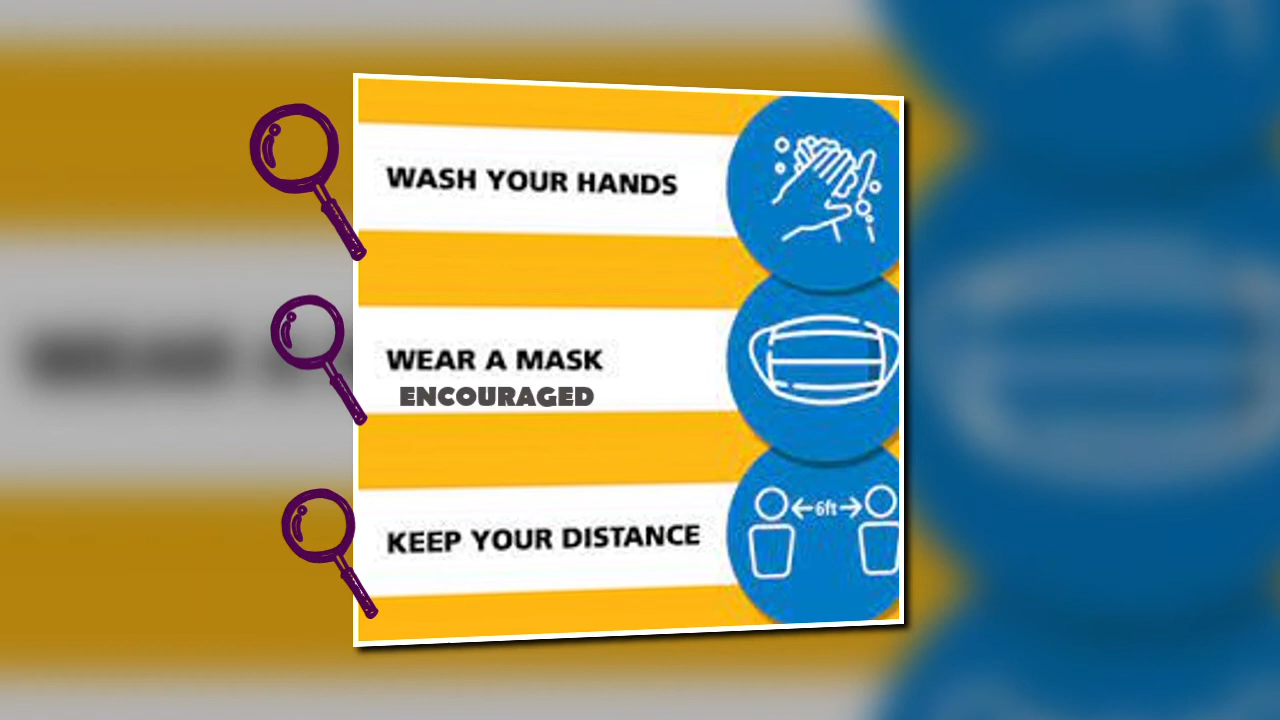 WASH YOUR HANDS
WEAR A MASK
ENCOURAGED
6ft
KEEP YOUR DISTANCE